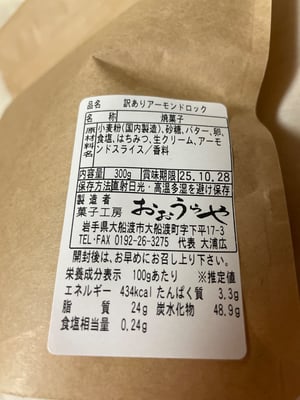 品名 訳ありアーモンドロック
名称 焼菓子
原材料名 小麦粉(国内製造)、砂糖、バター、卵、
食塩、はちみつ、生クリーム、アーモ
ンドスライス／香料
内容量 300g 賞味期限 25.10.28
保存方法 直射日光・高温多湿を避け保存
製造者
菓子工房 おおうらや
岩手県大船渡市大船渡町字下平17-3
TEL・FAX 0192-26-3275 代表 大浦広
開封後は、お早めにお召し上り下さい。
栄養成分表示 100gあたり ※推定値
エネルギー 434kcal たんぱく質 3.3g
脂質 24g 炭水化物 48.9g
食塩相当量 0.24g